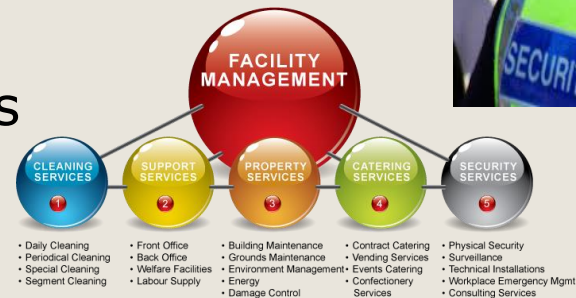 FACILITY
MANAGEMENT
s
CLEANING
SERVICES
1
• Daily Cleaning
• Periodical Cleaning
• Special Cleaning
• Segment Cleaning
SUPPORT
SERVICES
2
• Front Office
• Back Office
• Welfare Facilities
• Labour Supply
PROPERTY
SERVICES
3
• Building Maintenance
• Grounds Maintenance
• Environment Management
• Energy
• Damage Control
CATERING
SERVICES
4
• Contract Catering
• Vending Services
• Events Catering
• Confectionery
Services
SECURITY
SERVICES
5
• Physical Security
• Surveillance
• Technical Installations
• Workplace Emergency Mgmt
• Consulting Services
SECURI